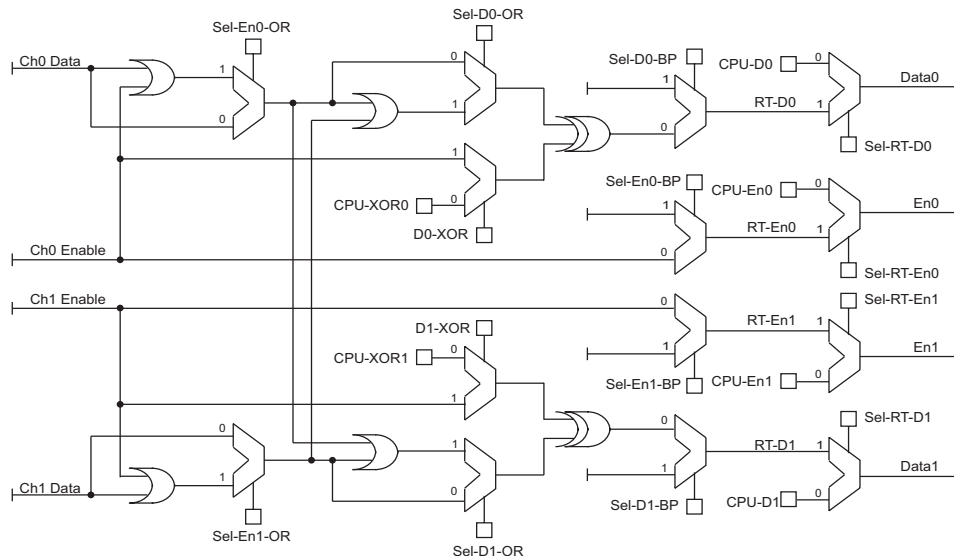 Sel-En0-OR
Sel-D0-OR
Ch0 Data
1
0
0
1
Sel-D0-BP
1
0
RT-D0
CPU-D0
0
1
Data0
Sel-RT-D0
1
CPU-XOR0
0
D0-XOR
Sel-En0-BP
1
0
RT-En0
CPU-En0
0
1
En0
Sel-RT-En0
Ch0 Enable
Ch1 Enable
D1-XOR
CPU-XOR1
0
1
0
1
Sel-En1-BP
RT-En1
Sel-RT-En1
1
CPU-En1
0
En1
Ch1 Data
0
1
Sel-En1-OR
1
0
Sel-D1-OR
0
1
Sel-D1-BP
RT-D1
Sel-RT-D1
1
CPU-D1
0
Data1